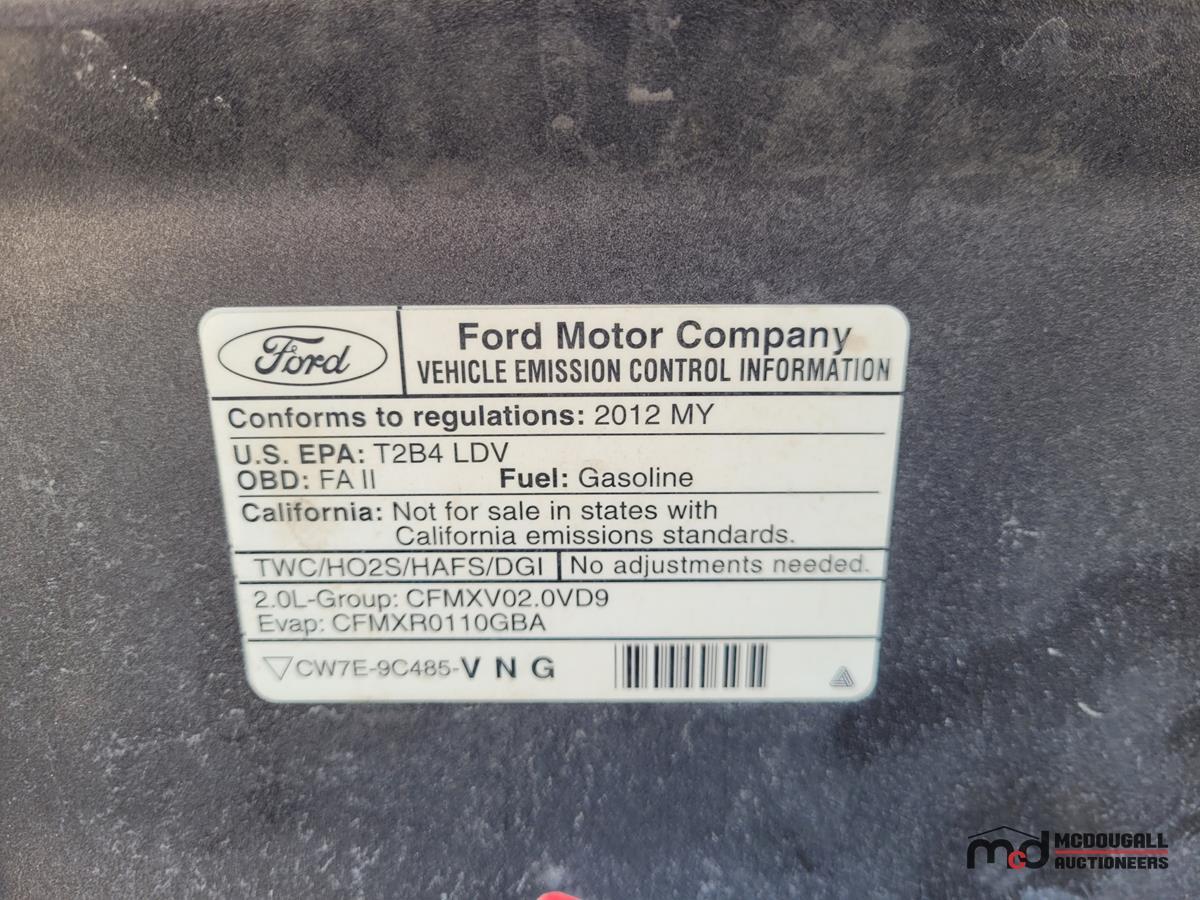 Ford
Ford Motor Company
VEHICLE EMISSION CONTROL INFORMATION
Conforms to regulations: 2012 MY
U.S. EPA: T2B4 LDV
OBD: FA II Fuel: Gasoline
California: Not for sale in states with
California emissions standards.
TWC/HO2S/HAFS/DGI No adjustments needed.
2.0L-Group: CFMXV02.0VD9
Evap: CFMXR0110GBA
CW7E-9C485-V N G
mcd MCDOUGALL
AUCTIONEERS